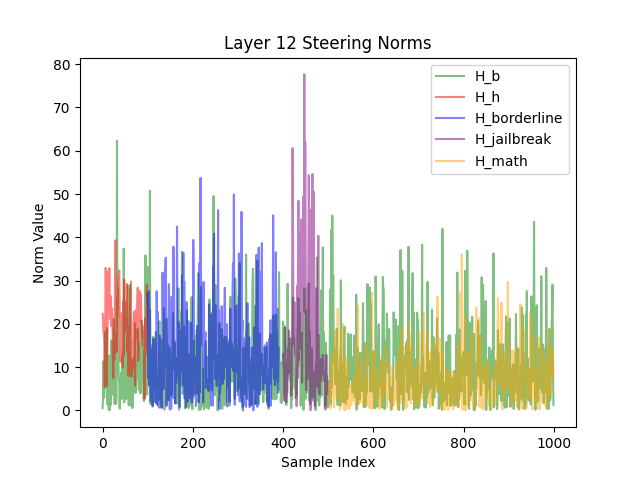 Layer 12 Steering Norms
80
70
60
50
40
30
20
10
0
Norm Value
H_b
H_h
H_borderline
H_jailbreak
H_math
0
200
400
600
800
1000
Sample Index